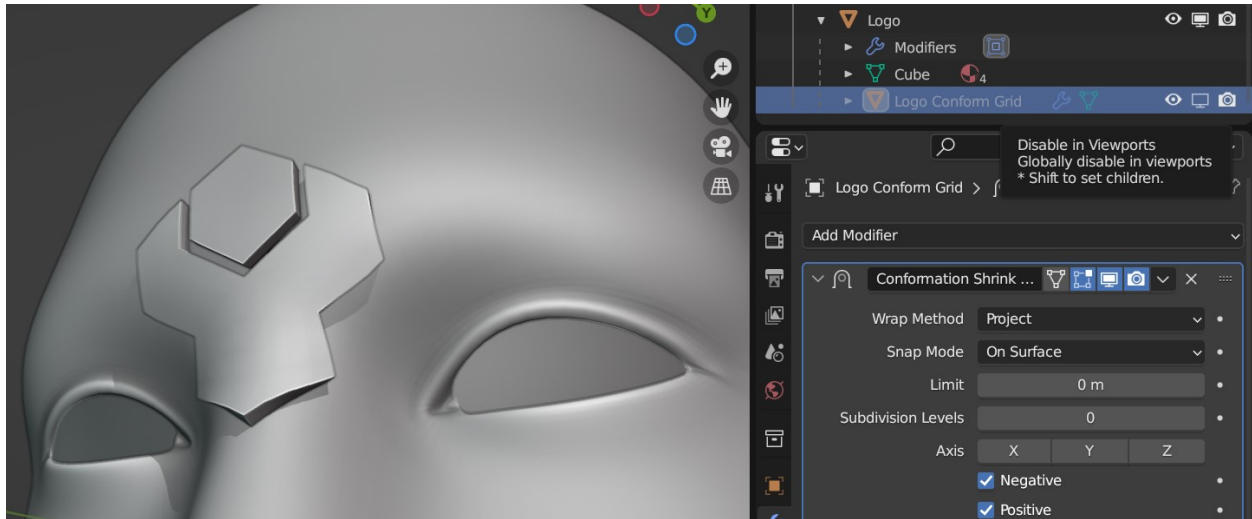 Y
Logo
Modifiers
Cube
4
Logo Conform Grid
Disable in Viewports
Globally disable in viewports
* Shift to set children.
Logo Conform Grid
Add Modifier
Conformation Shrink ...
Wrap Method Project
Snap Mode On Surface
Limit 0 m
Subdivision Levels 0
Axis X Y Z
Negative
Positive